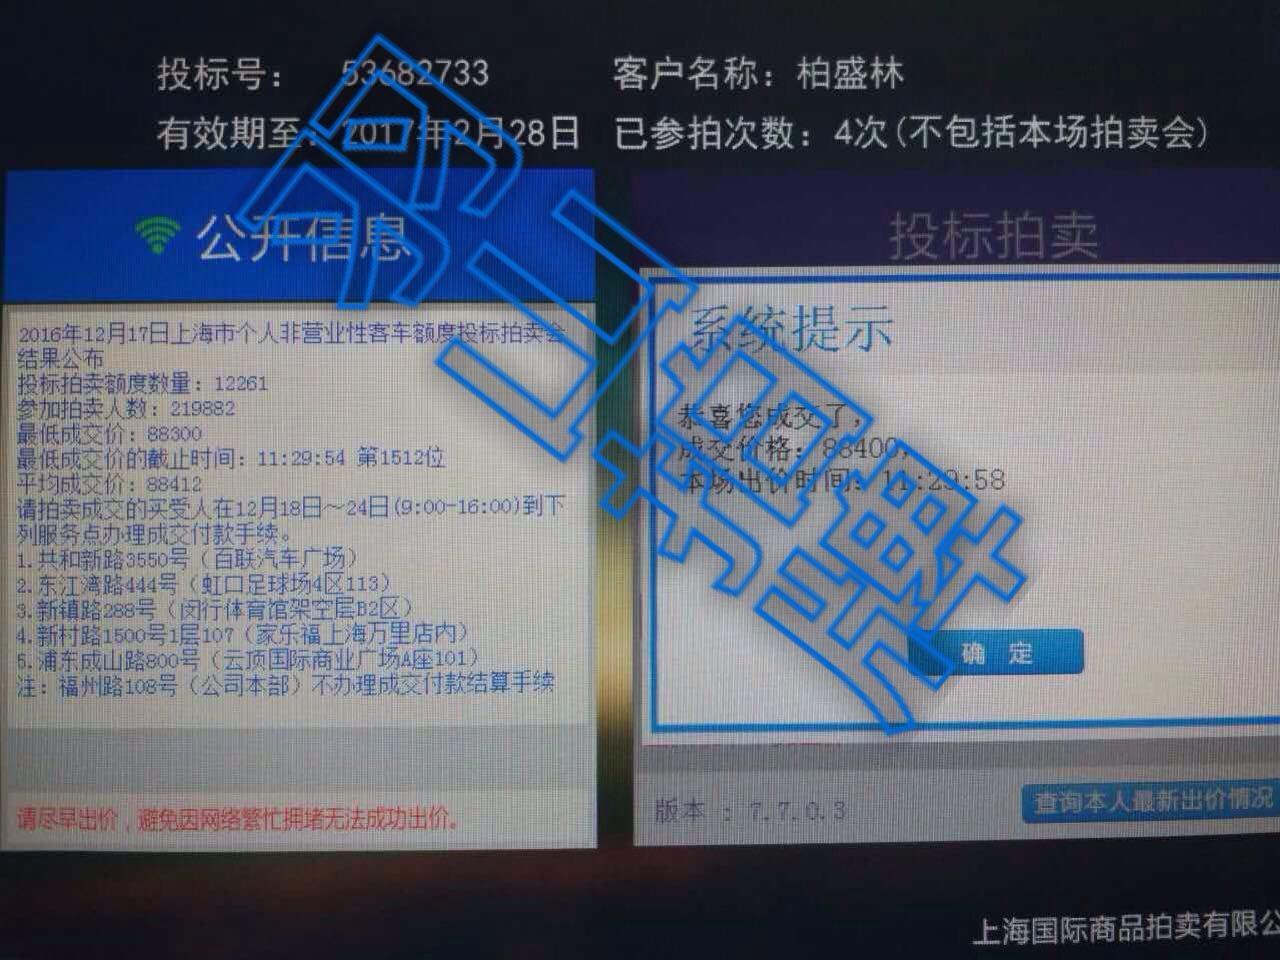 投标号： 53682733 客户名称：柏盛林
有效期至：2017年2月28日 已参拍次数：4次(不包括本场拍卖会)
公开信息
2016年12月17日上海市个人非营业性客车额度投标拍卖会
结果公布
投标拍卖额度数量：12261
参加拍卖人数：219882
最低成交价：88300
最低成交价的截止时间：11:29:54 第1512位
平均成交价：88412
请拍卖成交的买受人在12月18日～24日(9:00-16:00)到下
列服务点办理成交付款手续。
1.共和新路3550号（百联汽车广场）
2.东江湾路444号（虹口足球场4区113）
3.新镇路288号（闵行体育馆架空层B2区）
4.新村路1500号1层107（家乐福上海万里店内）
5.浦东成山路800号（云顶国际商业广场A座101）
注：福州路108号（公司本部）不办理成交付款结算手续
请尽早出价，避免因网络繁忙拥堵无法成功出价。
投标拍卖
系统提示
恭喜您成交了，
成交价格：88400，
本场出价时间：11:29:58
确 定
版本 ：7.7.0.3
查询本人最新出价情况
上海国际商品拍卖有限公